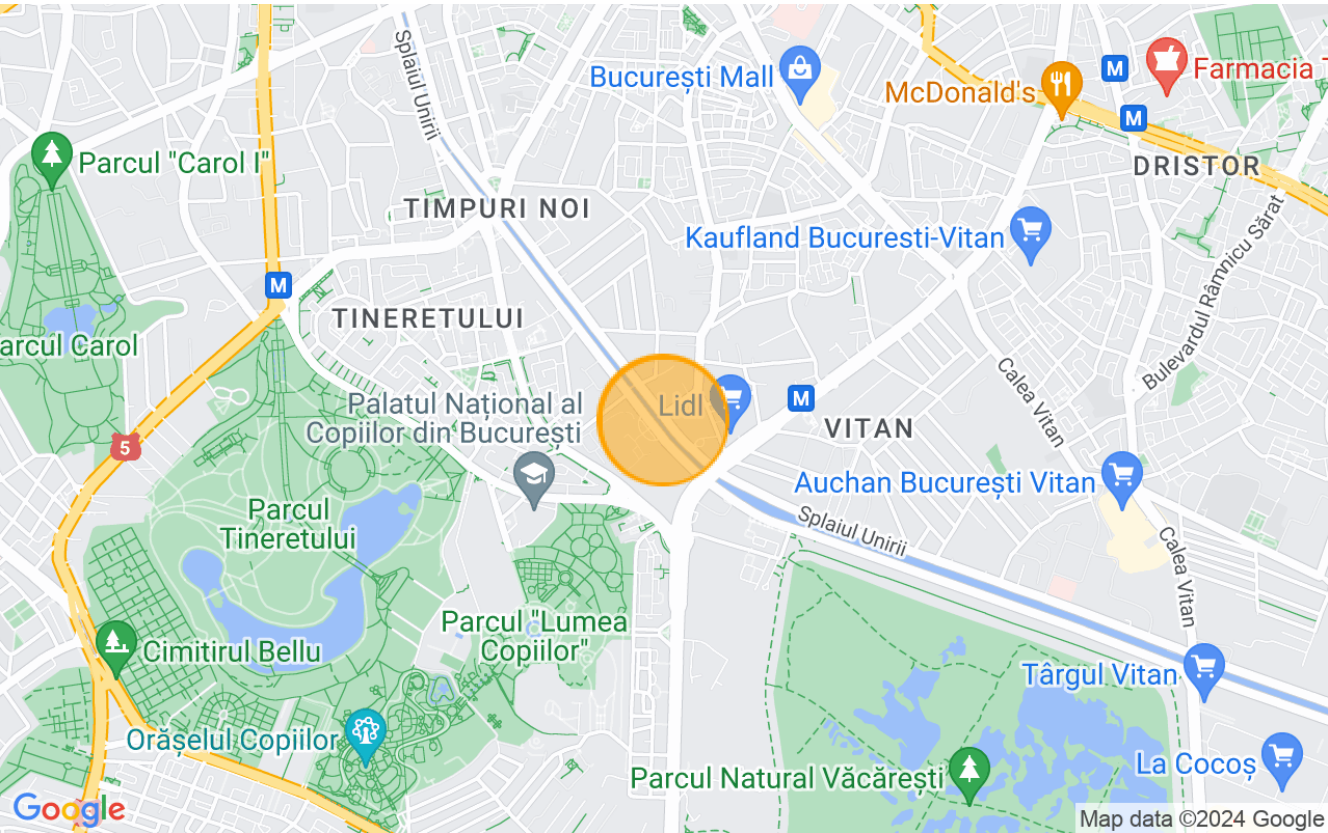 Splaiul Unirii
București Mall
McDonald's
M
Farmacia T
M
Parcul "Carol I"
DRISTOR
TIMPURI NOI
Kaufland Bucuresti-Vitan
Bulevardul Râmnicu Sărat
M
TINERETULUI
arcul Carol
Palatul Național al
Copiilor din București
Lidl
M
VITAN
Calea Vitan
5
Auchan București Vitan
Parcul
Tineretului
Splaiul Unirii
Calea Vitan
Parcul "Lumea
Copiilor"
Cimitirul Bellu
Târgul Vitan
Orășelul Copiilor
Parcul Natural Văcărești
La Cocoș
Google
Map data ©2024 Google